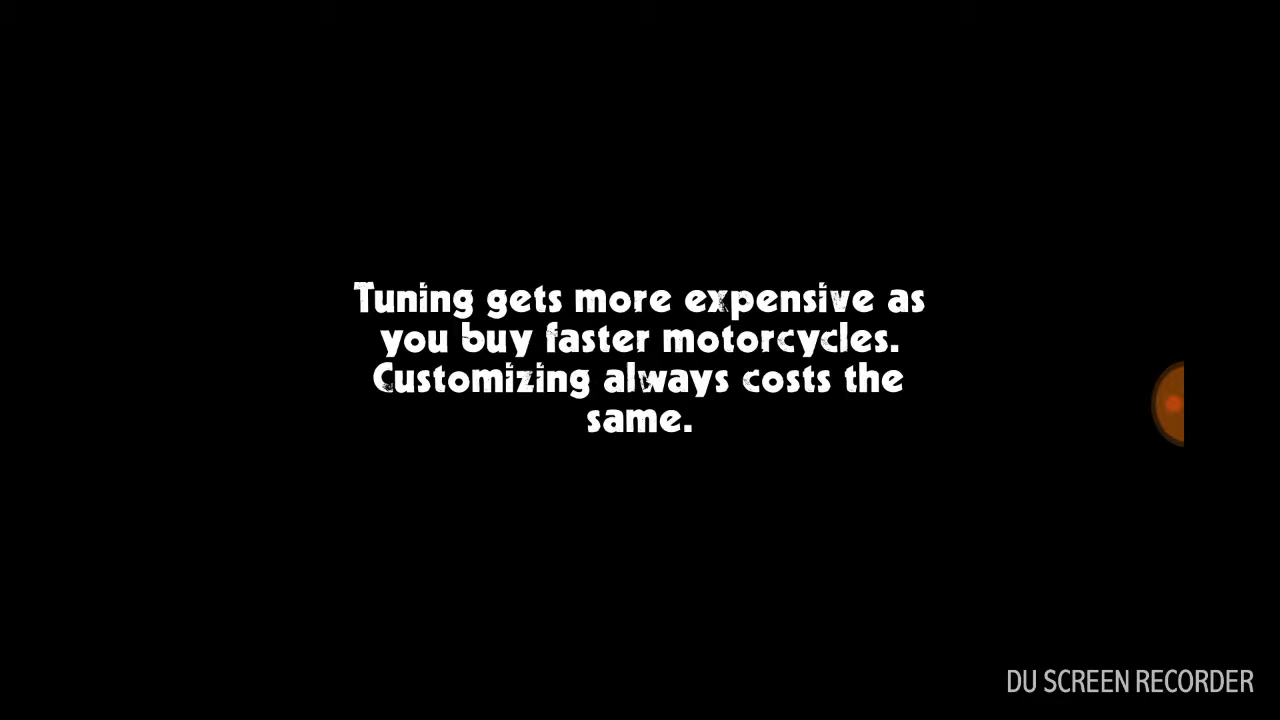 Tuning gets more expensive as
you buy faster motorcycles.
Customizing always costs the
same.
DU SCREEN RECORDER